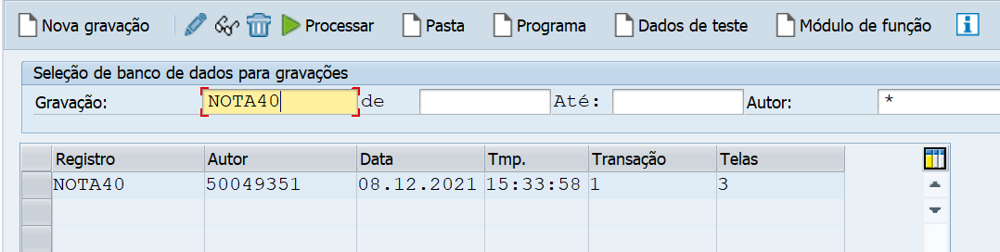 Nova gravação Processar Pasta Programa Dados de teste Módulo de função
Seleção de banco de dados para gravações
Gravação: NOTA40 de Até: Autor: *
Registro Autor Data Tmp. Transação Telas
NOTA40 50049351 08.12.2021 15:33:58 1 3